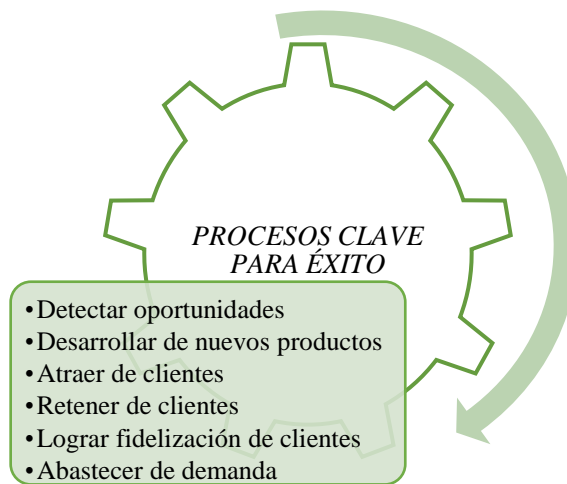 PROCESOS CLAVE
PARA ÉXITO
•Detectar oportunidades
•Desarrollar de nuevos productos
•Atraer de clientes
•Retener de clientes
•Lograr fidelización de clientes
•Abastecer de demanda